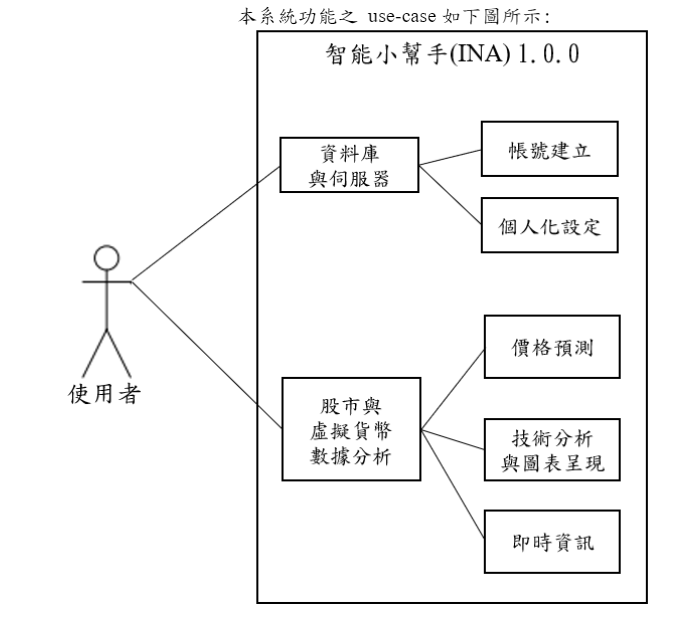 本系統功能之 use-case 如下圖所示:
智能小幫手(INA) 1.0.0
資料庫
與伺服器
帳號建立
個人化設定
使用者
股市與
虛擬貨幣
數據分析
價格預測
技術分析
與圖表呈現
即時資訊